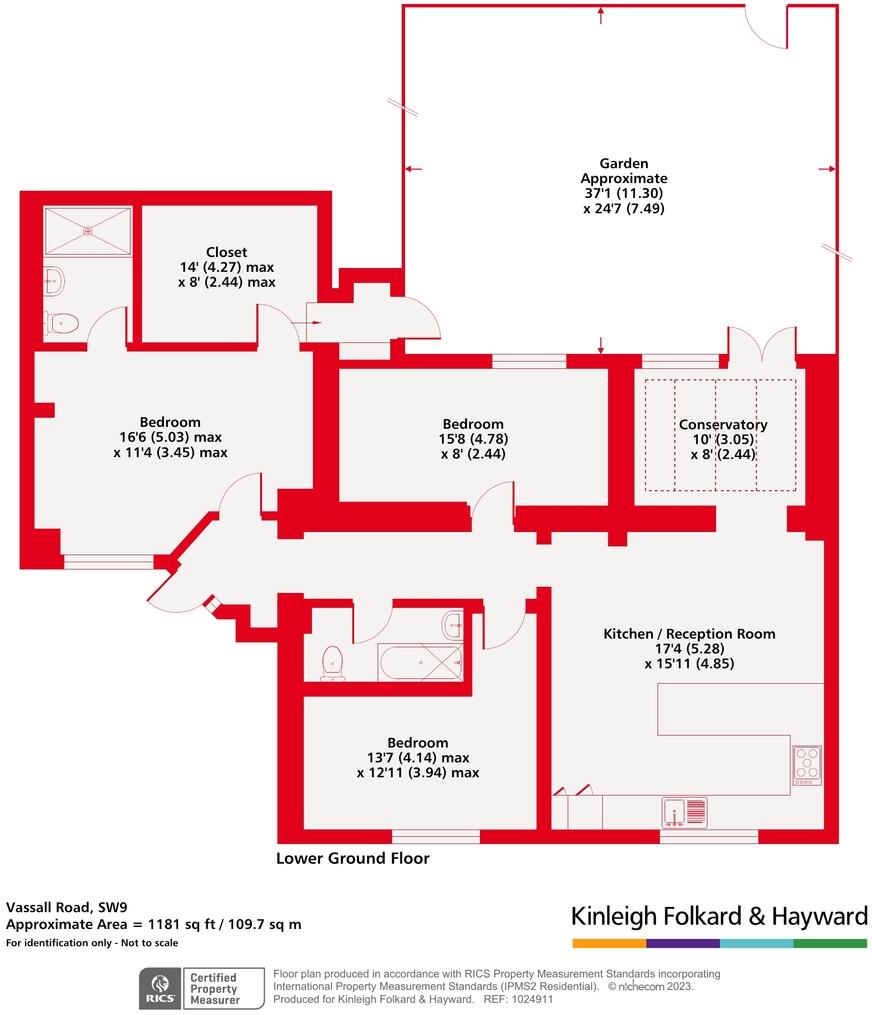 Garden
Approximate
37'1 (11.30)
x 24'7 (7.49)
Closet
14' (4.27) max
x 8' (2.44) max
Bedroom
16'6 (5.03) max
x 11'4 (3.45) max
Bedroom
15'8 (4.78)
x 8' (2.44)
Conservatory
10' (3.05)
x 8' (2.44)
Kitchen / Reception Room
17'4 (5.28)
x 15'11 (4.85)
Bedroom
13'7 (4.14) max
x 12'11 (3.94) max
Lower Ground Floor
Vassall Road, SW9
Approximate Area = 1181 sq ft / 109.7 sq m
For identification only - Not to scale
Kinleigh Folkard & Hayward
RICS
Certified
Property
Measurer
Floor plan produced in accordance with RICS Property Measurement Standards incorporating
International Property Measurement Standards (IPMS2 Residential). © nichecom 2023.
Produced for Kinleigh Folkard & Hayward. REF: 1024911